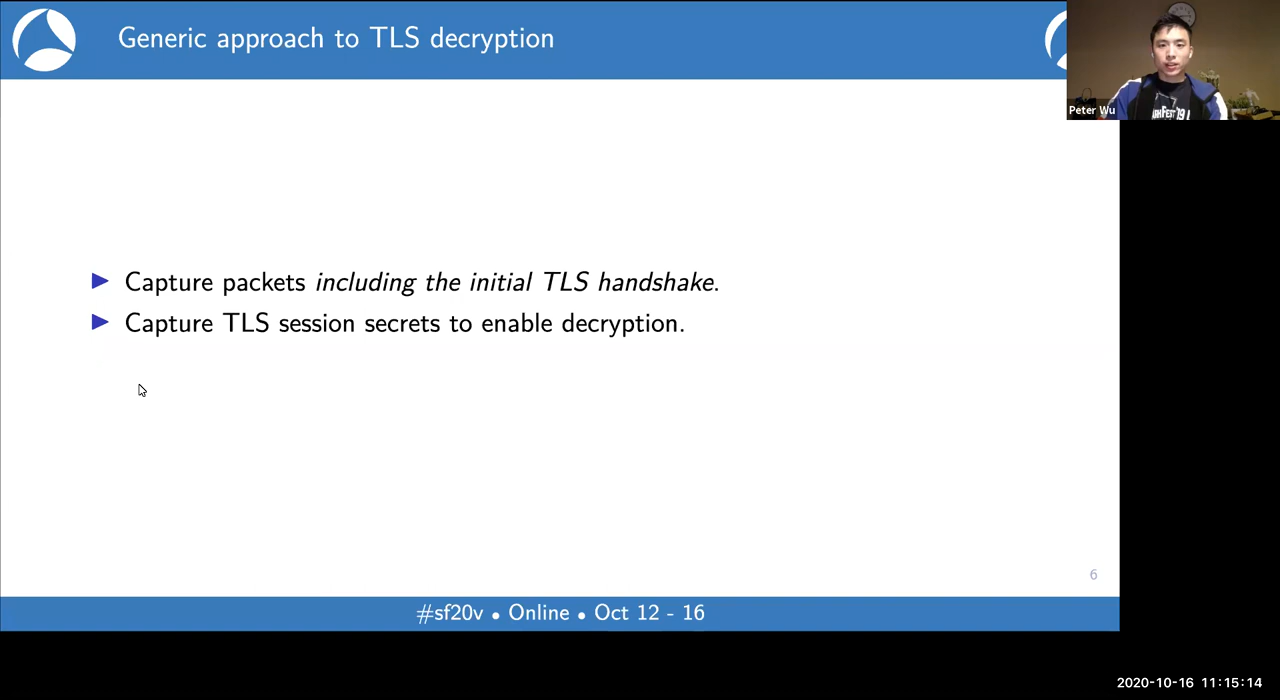 Generic approach to TLS decryption
Peter Wu
▶ Capture packets including the initial TLS handshake.
▶ Capture TLS session secrets to enable decryption.
6
#sf20v • Online • Oct 12 - 16
2020-10-16 11:15:14